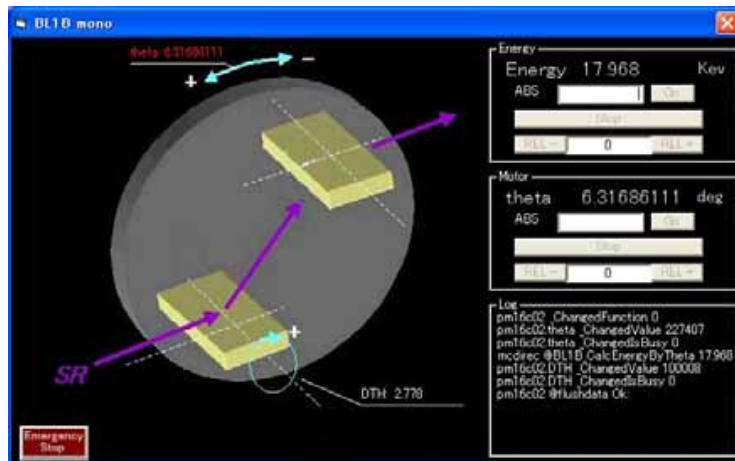 BL1B mono
theta 6.31686111
+
−
+
SR
DTH 2.778
Emergency
Stop
Energy
Energy 17.968 Kev
ABS Go
Stop
REL - 0 REL +
Motor
theta 6.31686111 deg
ABS Go
Stop
REL - 0 REL +
Log
pm16c02 _ChangedFunction 0
pm16c02.theta _ChangedValue 227407
pm16c02.theta _ChangedIsBusy 0
mcdirec @BL1B CalcEnergyByTheta 17.968
pm16c02.DTH _ChangedValue 100008
pm16c02.DTH _ChangedIsBusy 0
pm16c02 @flushdata Ok: